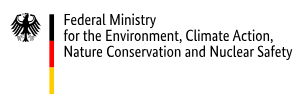 Federal Ministry
for the Environment, Climate Action,
Nature Conservation and Nuclear Safety